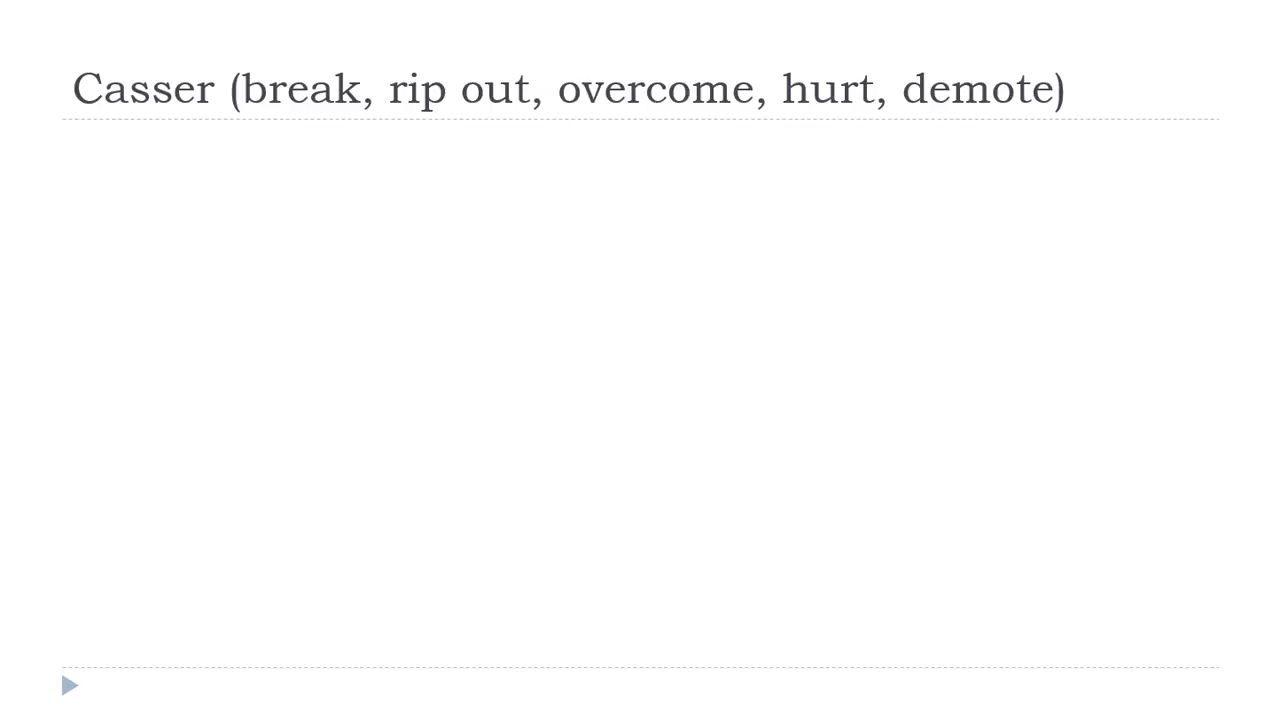 Casser (break, rip out, overcome, hurt, demote)